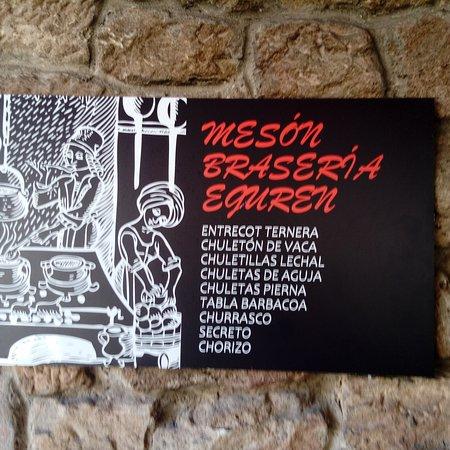 MESÓN
BRASERÍA
EGUREN
ENTRECOT TERNERA
CHULETÓN DE VACA
CHULETILLAS LECHAL
CHULETAS DE AGUJA
CHULETAS PIERNA
TABLA BARBACOA
CHURRASCO
SECRETO
CHORIZO